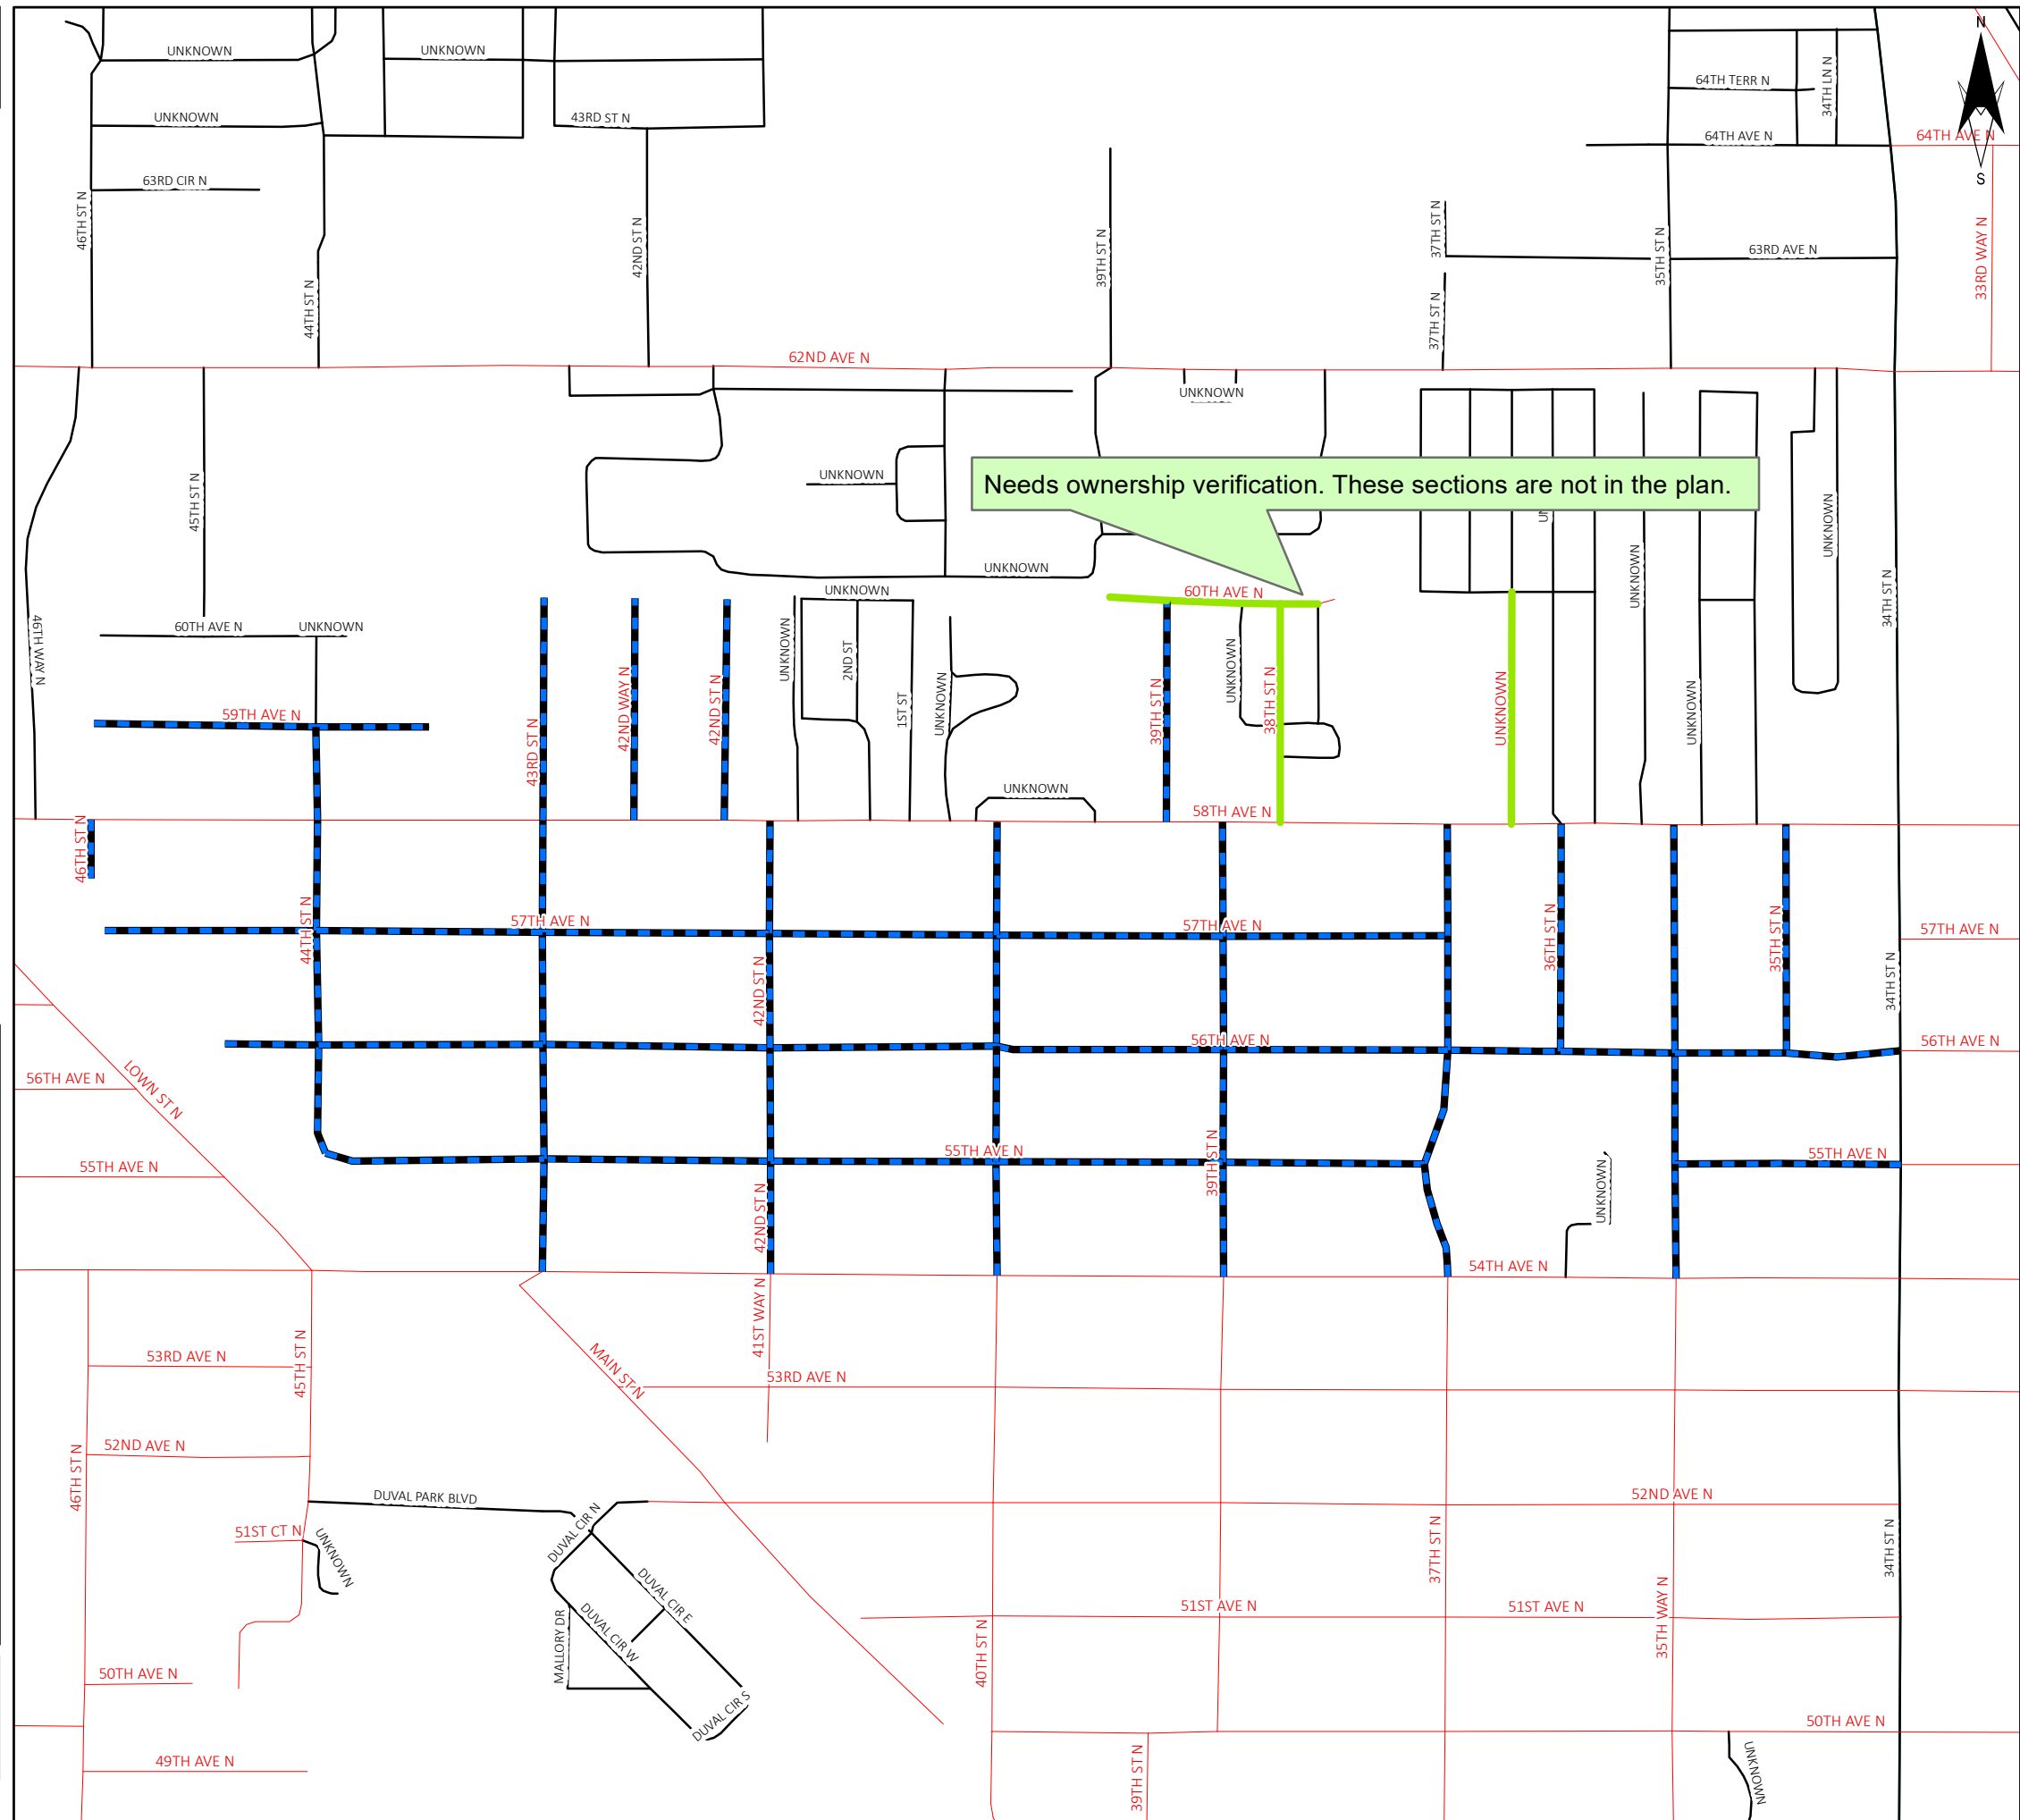 N
UNKNOWN
UNKNOWN
64TH TERR N
34TH LN N
UNKNOWN
43RD ST N
64TH AVE N
64TH AVE N
S
63RD CIR N
46TH ST N
42ND ST N
39TH ST N
37TH ST N
35TH ST N
63RD AVE N
33RD WAY N
44TH ST N
37TH ST N
62ND AVE N
UNKNOWN
45TH ST N
UNKNOWN
Needs ownership verification. These sections are not in the plan.
UNKNOWN
UNKNOWN
UNKNOWN
UNKNOWN
60TH AVE N
34TH ST N
60TH AVE N
UNKNOWN
46TH WAY N
UNKNOWN
2ND ST
1ST ST
UNKNOWN
UNKNOWN
38TH ST N
39TH ST N
UNKNOWN
UNKNOWN
59TH AVE N
43RD ST N
42ND WAY N
42ND ST N
UNKNOWN
58TH AVE N
46TH ST N
44TH ST N
57TH AVE N
57TH AVE N
36TH ST N
35TH ST N
57TH AVE N
42ND ST N
34TH ST N
56TH AVE N
56TH AVE N
56TH AVE N
LOWN ST N
55TH AVE N
55TH AVE N
39TH ST N
UNKNOWN
55TH AVE N
42ND ST N
54TH AVE N
41ST WAY N
53RD AVE N
45TH ST N
MAIN ST N
53RD AVE N
52ND AVE N
46TH ST N
DUVAL PARK BLVD
DUVAL CIR N
52ND AVE N
51ST CT N
UNKNOWN
37TH ST N
34TH ST N
DUVAL CIR E
DUVAL CIR W
MALLORY DR
51ST AVE N
51ST AVE N
35TH WAY N
40TH ST N
50TH AVE N
DUVAL CIR S
50TH AVE N
49TH AVE N
39TH ST N
UNKNOWN